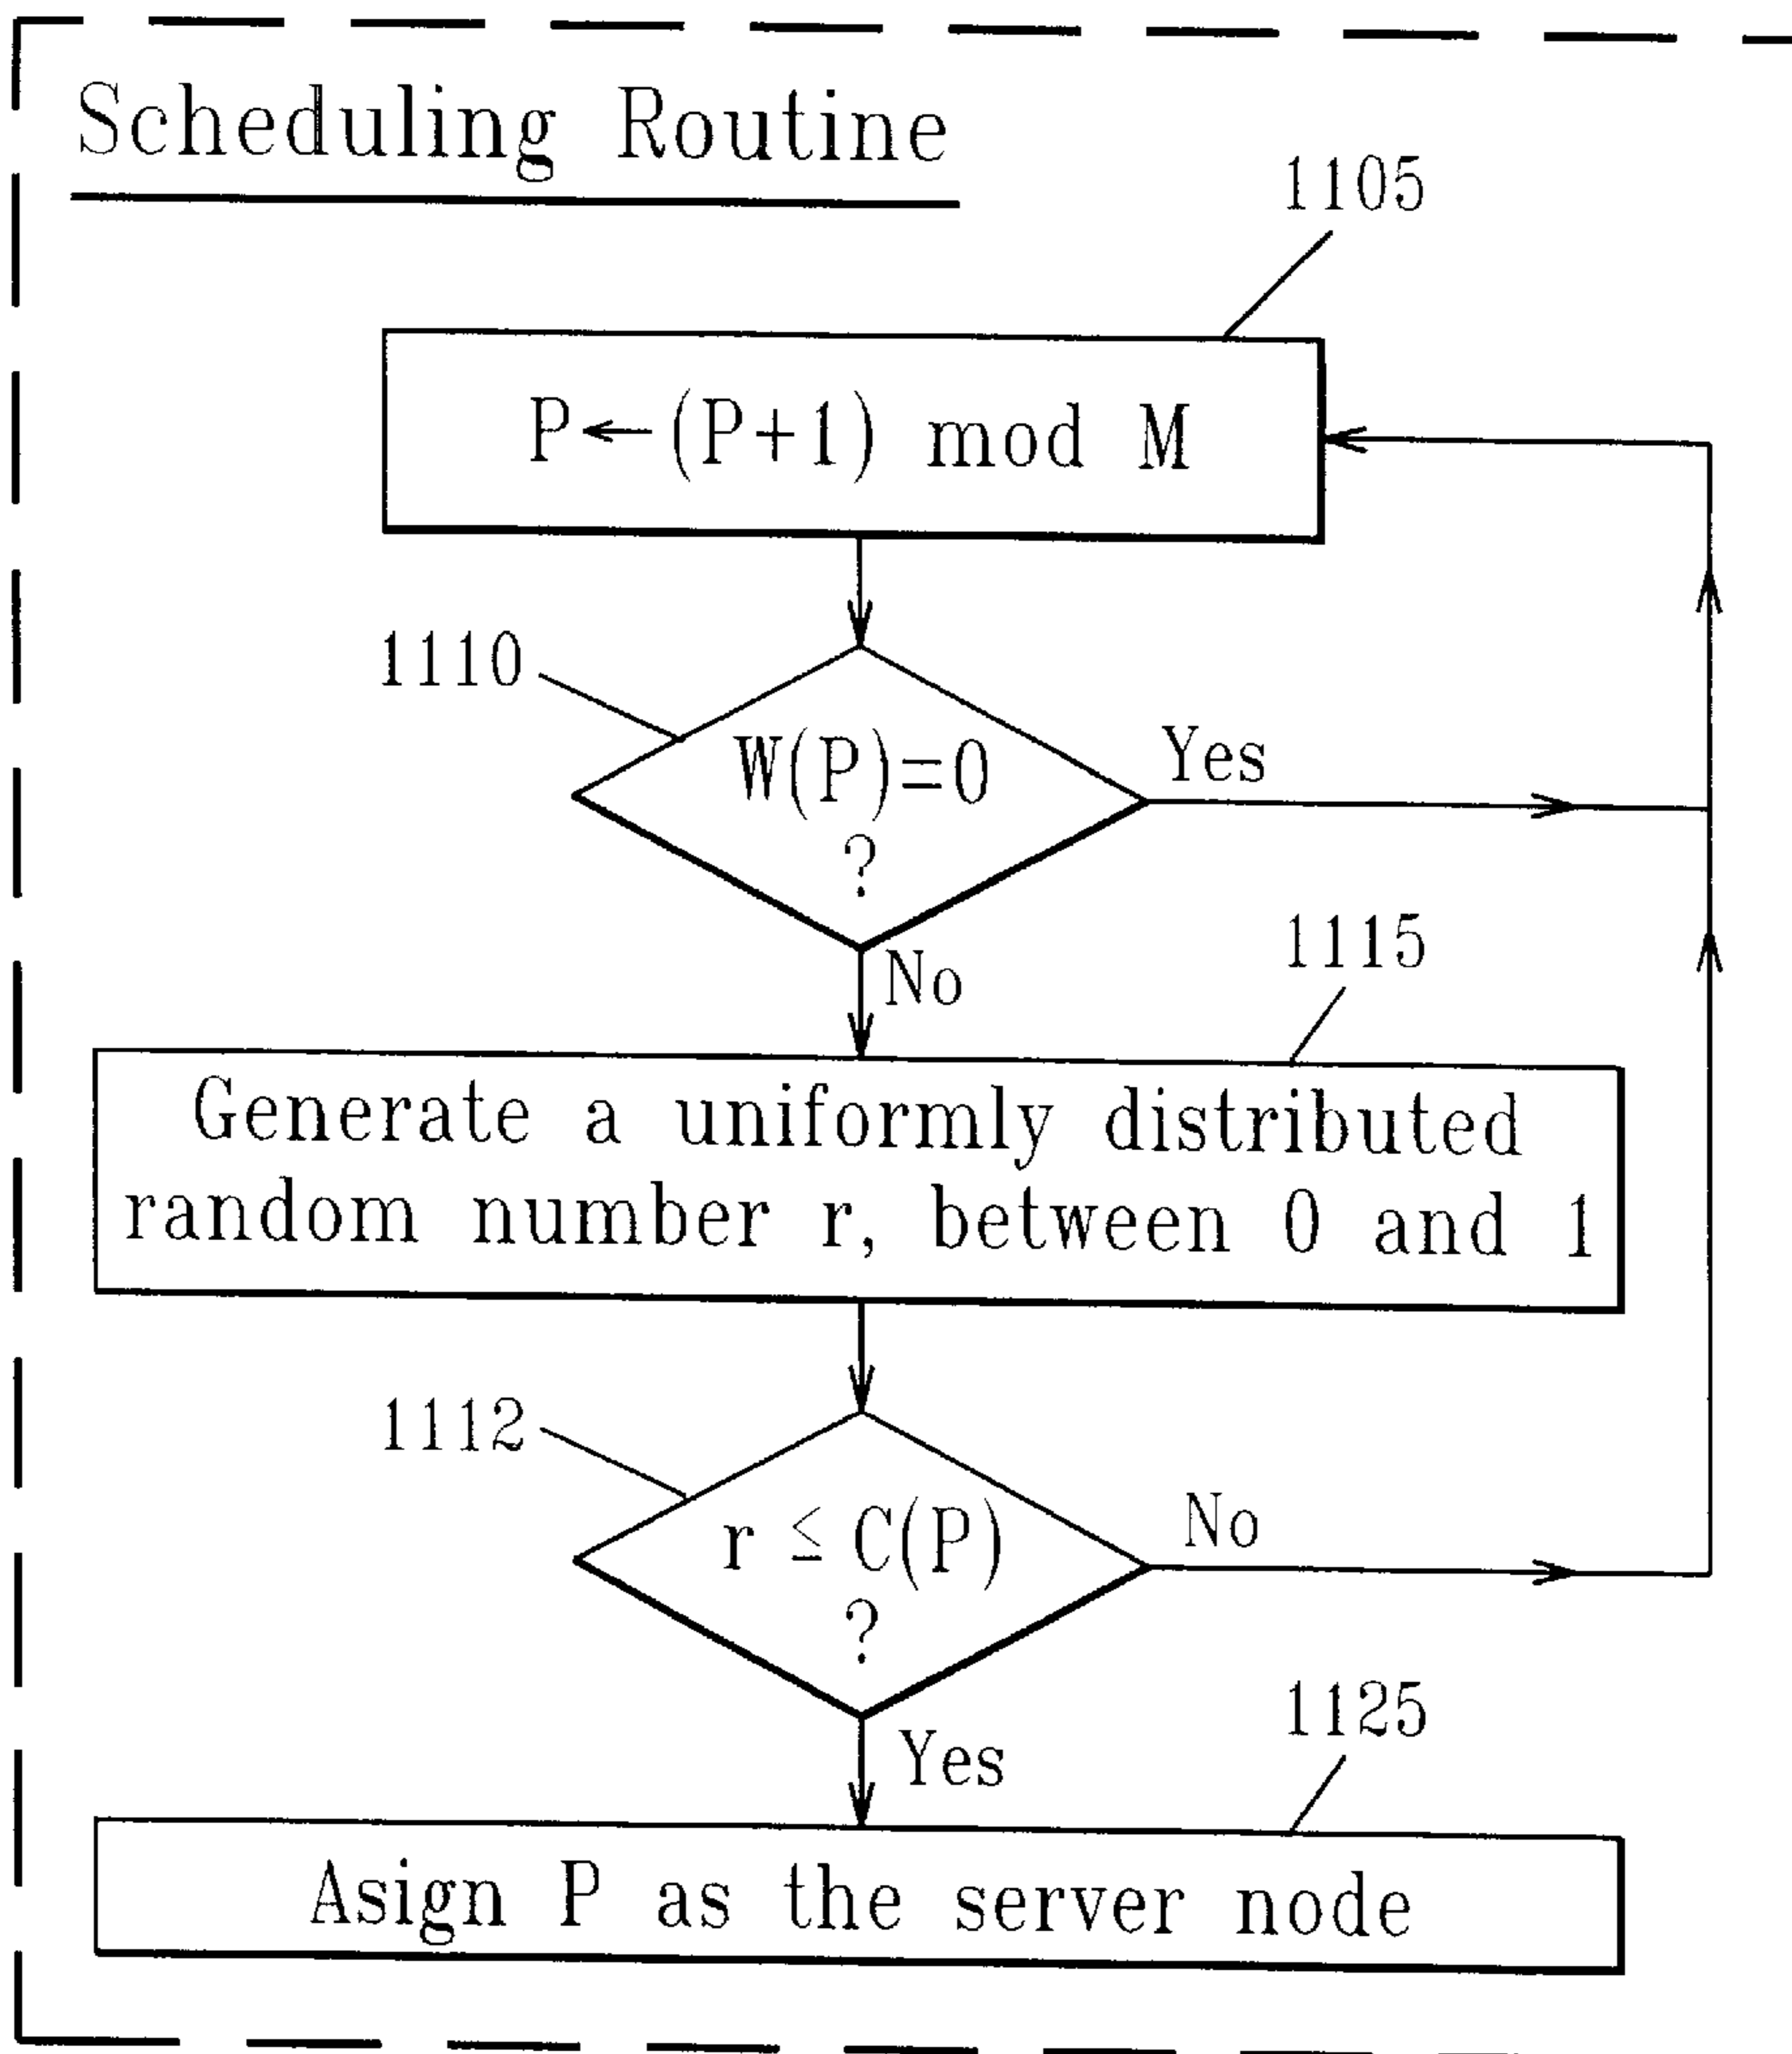 Scheduling Routine
1105
P←(P+1) mod M
1110
W(P)=0
?
Yes
No
1115
Generate a uniformly distributed
random number r, between 0 and 1
1112
r ≤ C(P)
?
No
Yes
1125
Asign P as the server node